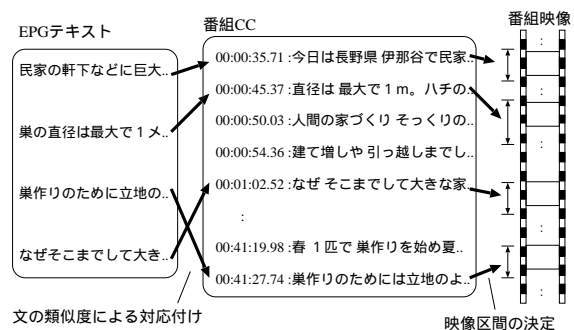 EPGテキスト
民家の軒下などに巨大..
巣の直径は最大で１メ..
巣作りのために立地の..
なぜそこまでして大き..
文の類似度による対応付け
番組CC
00:00:35.71 :今日は長野県 伊那谷で民家..
00:00:45.37 :直径は 最大で１ｍ。ハチの..
00:00:50.03 :人間の家づくり そっくりの..
00:00:54.36 :建て増しや 引っ越しまでし..
00:01:02.52 :なぜ そこまでして大きな家..
:
00:41:19.98 :春 １匹で 巣作りを始め夏..
00:41:27.74 :巣作りのためには立地のよ..
番組映像
:
:
:
:
映像区間の決定